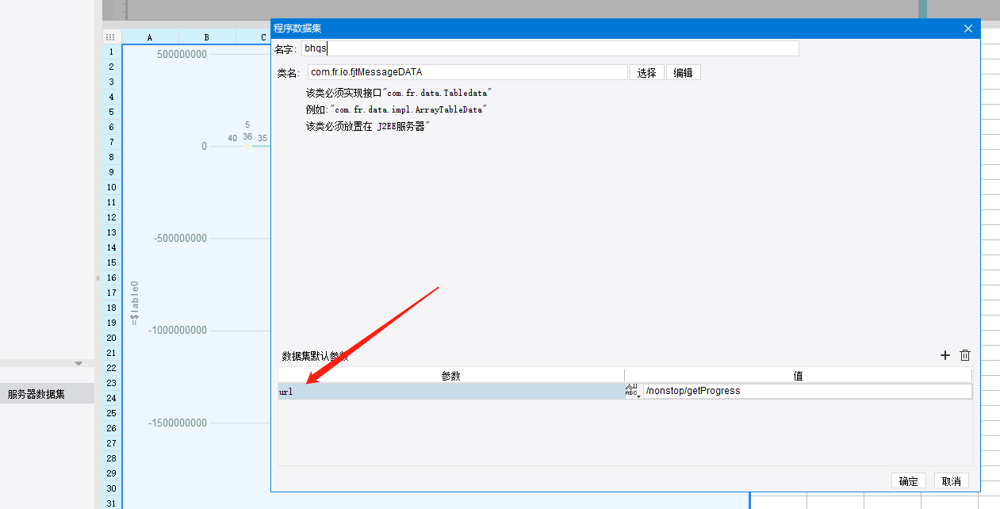 程序数据集
名字: bhqs
类名: com.fr.io.fjtMessageDATA 选择 编辑
该类必须实现接口"com.fr.data.Tabledata"
例如:"com.fr.data.impl.ArrayTableData"
该类必须放置在 J2EE服务器"
数据集默认参数
参数 值
url ABC /nonstop/getProgress
确定 取消
A B C
1
2
3
4
5
6
7
8
9
10
11
12
13
14
15
16
17
18
19
20
21
22
23
24
25
26
27
28
29
30
31
500000000
5
40 36 35
0
-500000000
-1000000000
-1500000000
=$lable0
服务器数据集